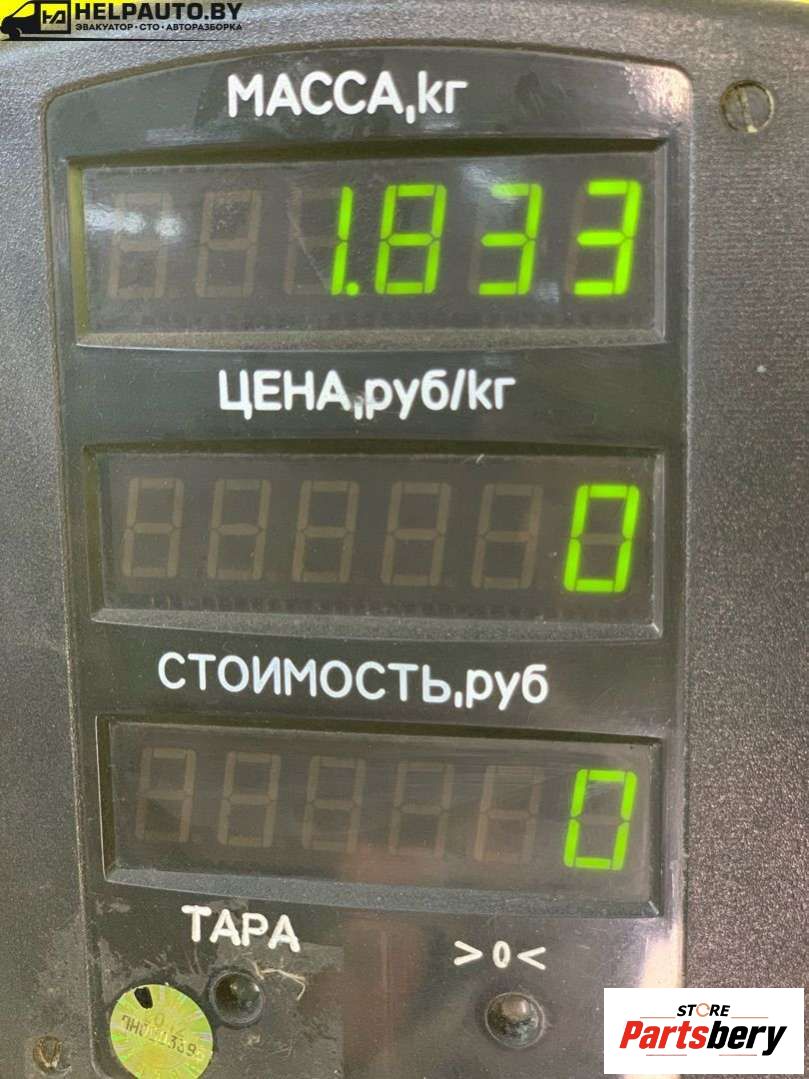 HELPAUTO.BY
ЭВАКУАТОР•СТО•АВТОРАЗБОРКА
МАССА,кг
1.833
ЦЕНА,руб/кг
0
СТОИМОСТЬ,руб
0
ТАРА
>0<
STORE
Partsbery